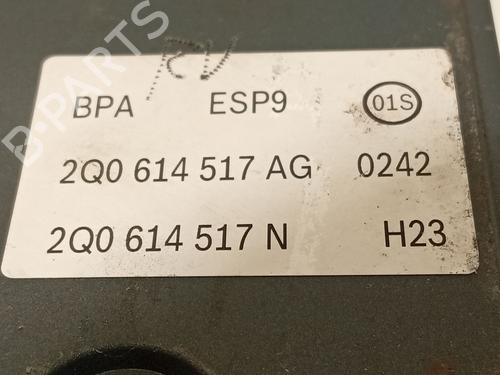 B-PARTS
RV
BPA ESP9 01S
2Q0 614 517 AG 0242
2Q0 614 517 N H23